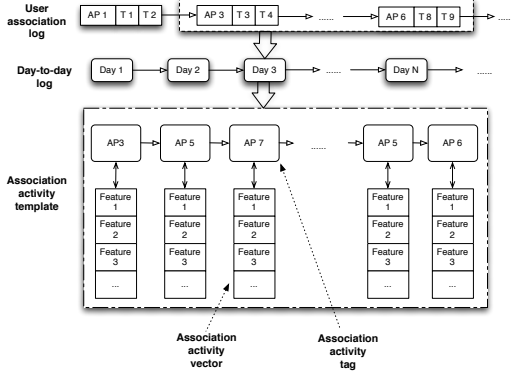 User association log
AP 1 T 1 T 2 AP 3 T 3 T 4 ...... AP 6 T 8 T 9 ....
Day-to-day log
Day 1 Day 2 Day 3 ...... Day N ......
Association activity template
AP3 AP 5 AP 7 ...... AP 5 AP 6
Feature 1 Feature 1 Feature 1 Feature 1 Feature 1
Feature 2 Feature 2 Feature 2 Feature 2 Feature 2
Feature 3 Feature 3 Feature 3 Feature 3 Feature 3
... ... ... ... ...
Association activity vector
Association activity tag